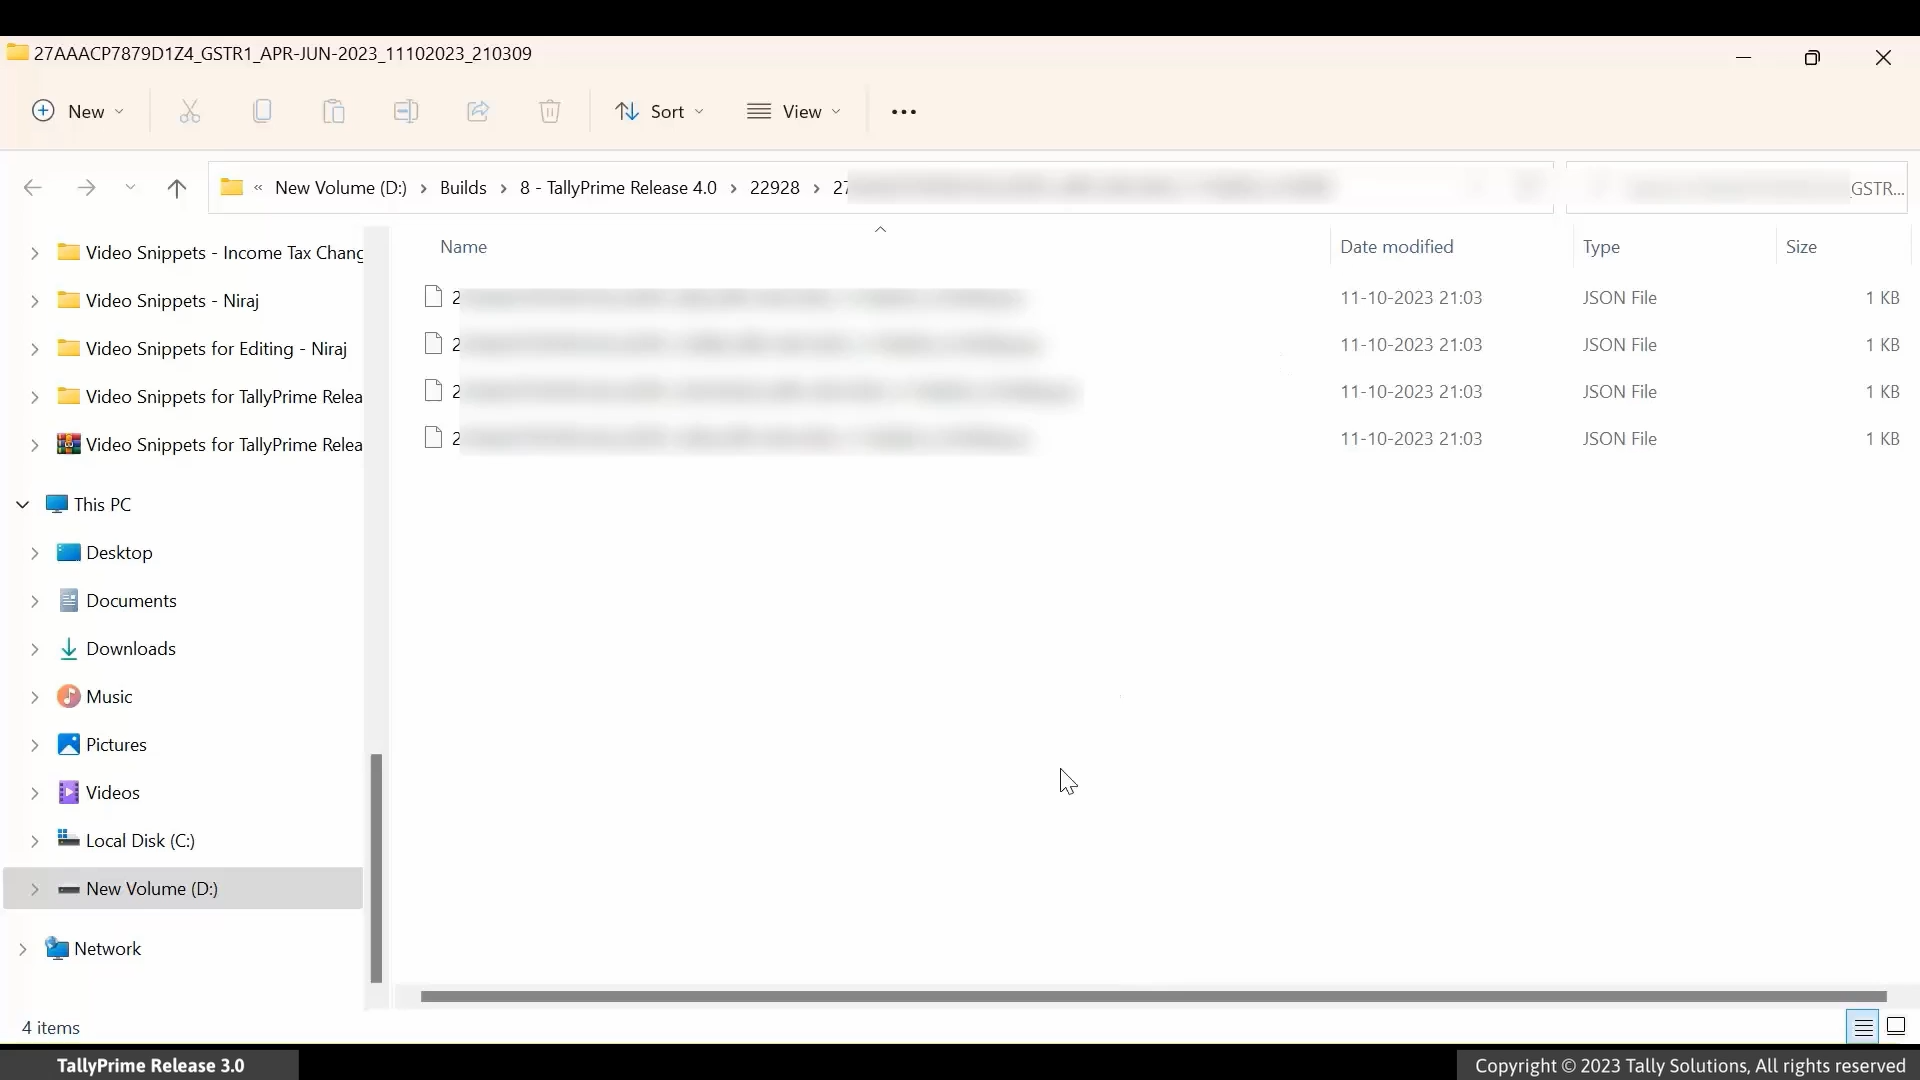 27AAACP7879D1Z4_GSTR1_APR-JUN-2023_11102023_210309
New Sort View •••
« New Volume (D:) › Builds › 8 - TallyPrime Release 4.0 › 22928 › 27 _GSTR...
Name Date modified Type Size
Video Snippets - Income Tax Chang
Video Snippets - Niraj
Video Snippets for Editing - Niraj
Video Snippets for TallyPrime Relea
Video Snippets for TallyPrime Relea
This PC
Desktop
Documents
Downloads
Music
Pictures
Videos
Local Disk (C:)
New Volume (D:)
Network
2 11-10-2023 21:03 JSON File 1 KB
2 11-10-2023 21:03 JSON File 1 KB
2 11-10-2023 21:03 JSON File 1 KB
2 11-10-2023 21:03 JSON File 1 KB
4 items
TallyPrime Release 3.0
Copyright © 2023 Tally Solutions, All rights reserved